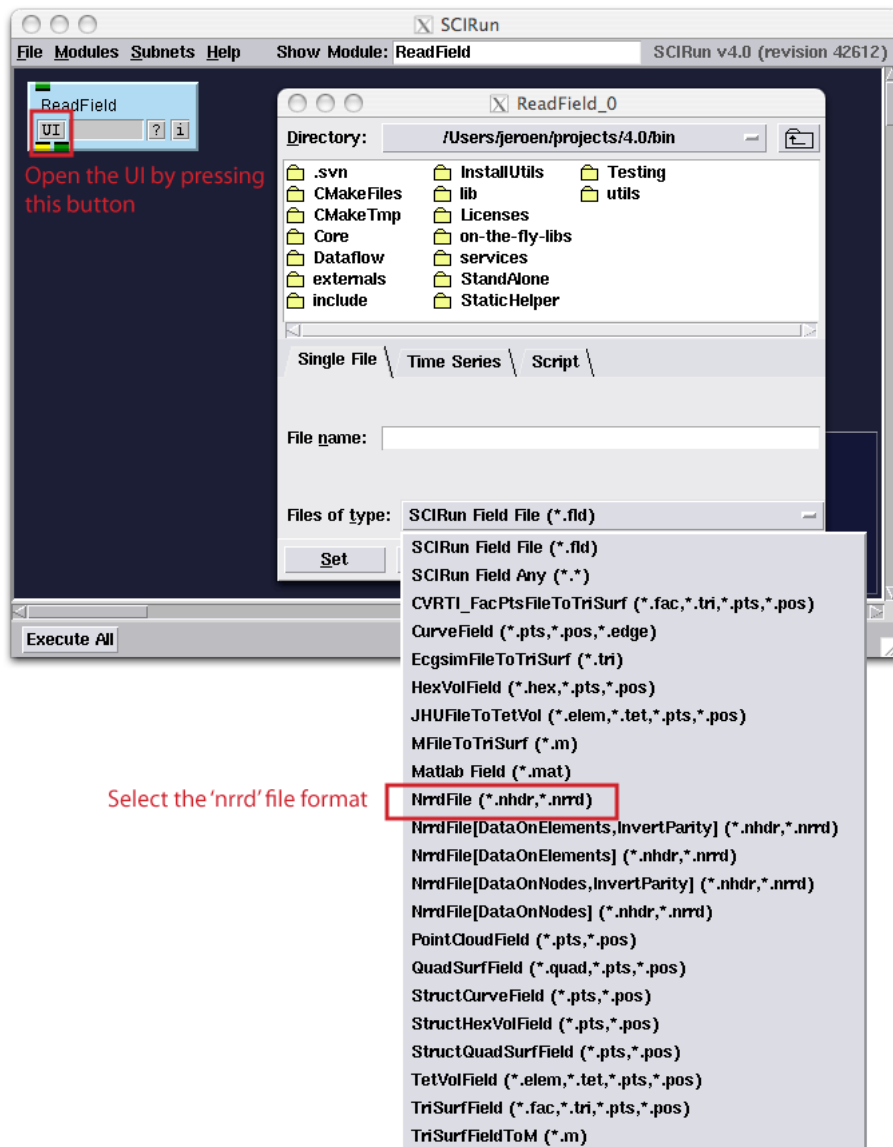 SCIRun
File Modules Subnets Help Show Module: ReadField SCIRun v4.0 (revision 42612)
ReadField
UI ? i
Open the UI by pressing
this button
ReadField_0
Directory: /Users/jeroen/projects/4.0/bin
.svn InstallUtils Testing
CMakeFiles lib utils
CMakeTmp Licenses
Core on-the-fly-libs
Dataflow services
externals StandAlone
include StaticHelper
Single File Time Series Script
File name:
Files of type: SCIRun Field File (*.fld)
Set
Execute All
SCIRun Field File (*.fld)
SCIRun Field Any (*.*)
CVRTI_FacPtsFileToTriSurf (*.fac,*.tri,*.pts,*.pos)
CurveField (*.pts,*.pos,*.edge)
EcgsimFileToTriSurf (*.tri)
HexVolField (*.hex,*.pts,*.pos)
JHUFileToTetVol (*.elem,*.tet,*.pts,*.pos)
MFileToTriSurf (*.m)
Matlab Field (*.mat)
Select the 'nrrd' file format
NrrdFile (*.nhdr,*.nrrd)
NrrdFile[DataOnElements,InvertParity] (*.nhdr,*.nrrd)
NrrdFile[DataOnElements] (*.nhdr,*.nrrd)
NrrdFile[DataOnNodes,InvertParity] (*.nhdr,*.nrrd)
NrrdFile[DataOnNodes] (*.nhdr,*.nrrd)
PointCloudField (*.pts,*.pos)
QuadSurfField (*.quad,*.pts,*.pos)
StructCurveField (*.pts,*.pos)
StructHexVolField (*.pts,*.pos)
StructQuadSurfField (*.pts,*.pos)
TetVolField (*.elem,*.tet,*.pts,*.pos)
TriSurfField (*.fac,*.tri,*.pts,*.pos)
TriSurfFieldToM (*.m)